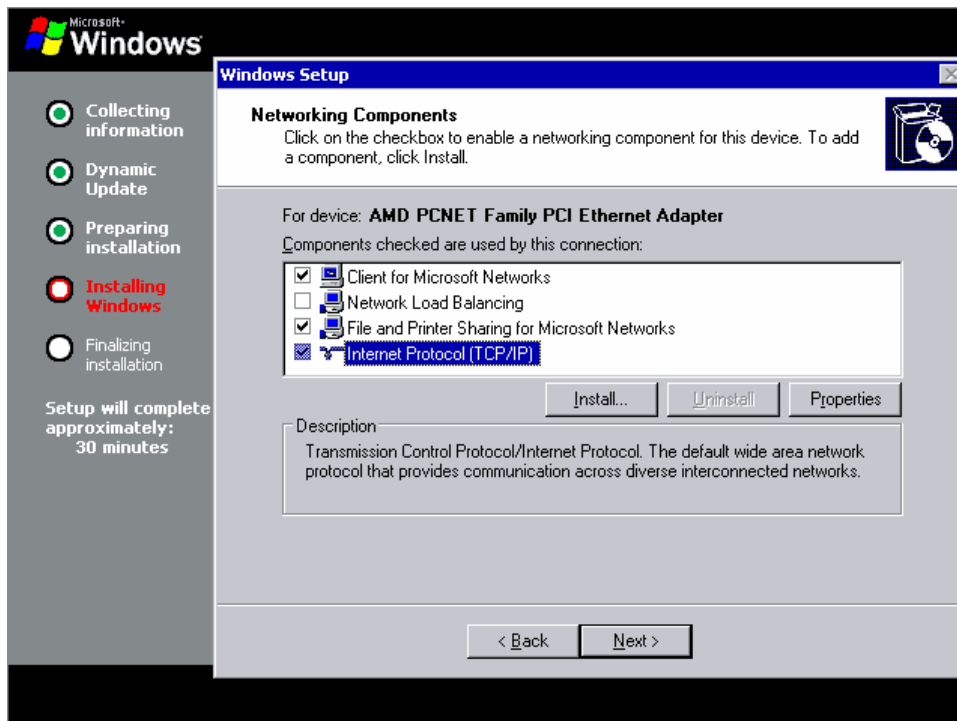 Microsoft
Windows
Windows Setup
Collecting
information
Dynamic
Update
Preparing
installation
Installing
Windows
Finalizing
installation
Setup will complete
approximately:
30 minutes
Networking Components
Click on the checkbox to enable a networking component for this device. To add
a component, click Install.
For device: AMD PCNET Family PCI Ethernet Adapter
Components checked are used by this connection:
Client for Microsoft Networks
Network Load Balancing
File and Printer Sharing for Microsoft Networks
Internet Protocol (TCP/IP)
Install...
Uninstall
Properties
Description
Transmission Control Protocol/Internet Protocol. The default wide area network
protocol that provides communication across diverse interconnected networks.
< Back
Next >